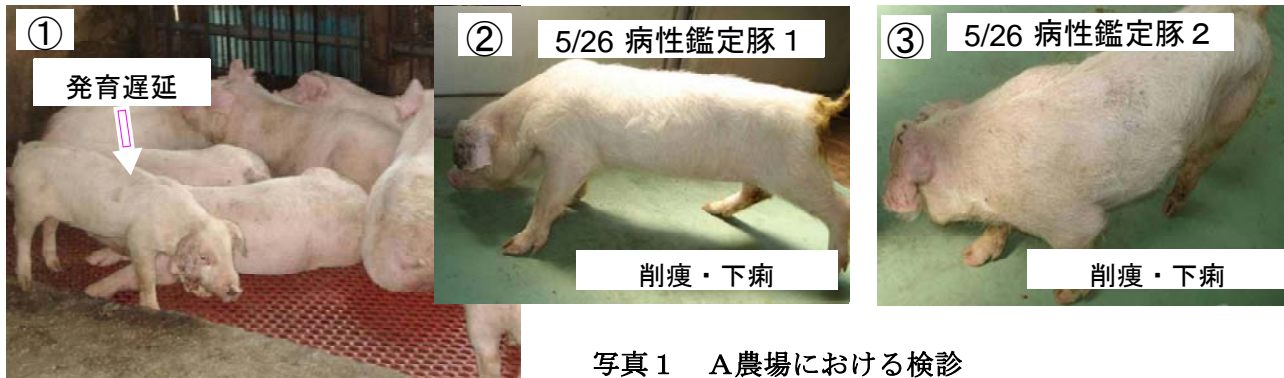 ①
発育遅延
②
5/26 病性鑑定豚１
削痩・下痢
③
5/26 病性鑑定豚２
削痩・下痢
写真１　Ａ農場における検診